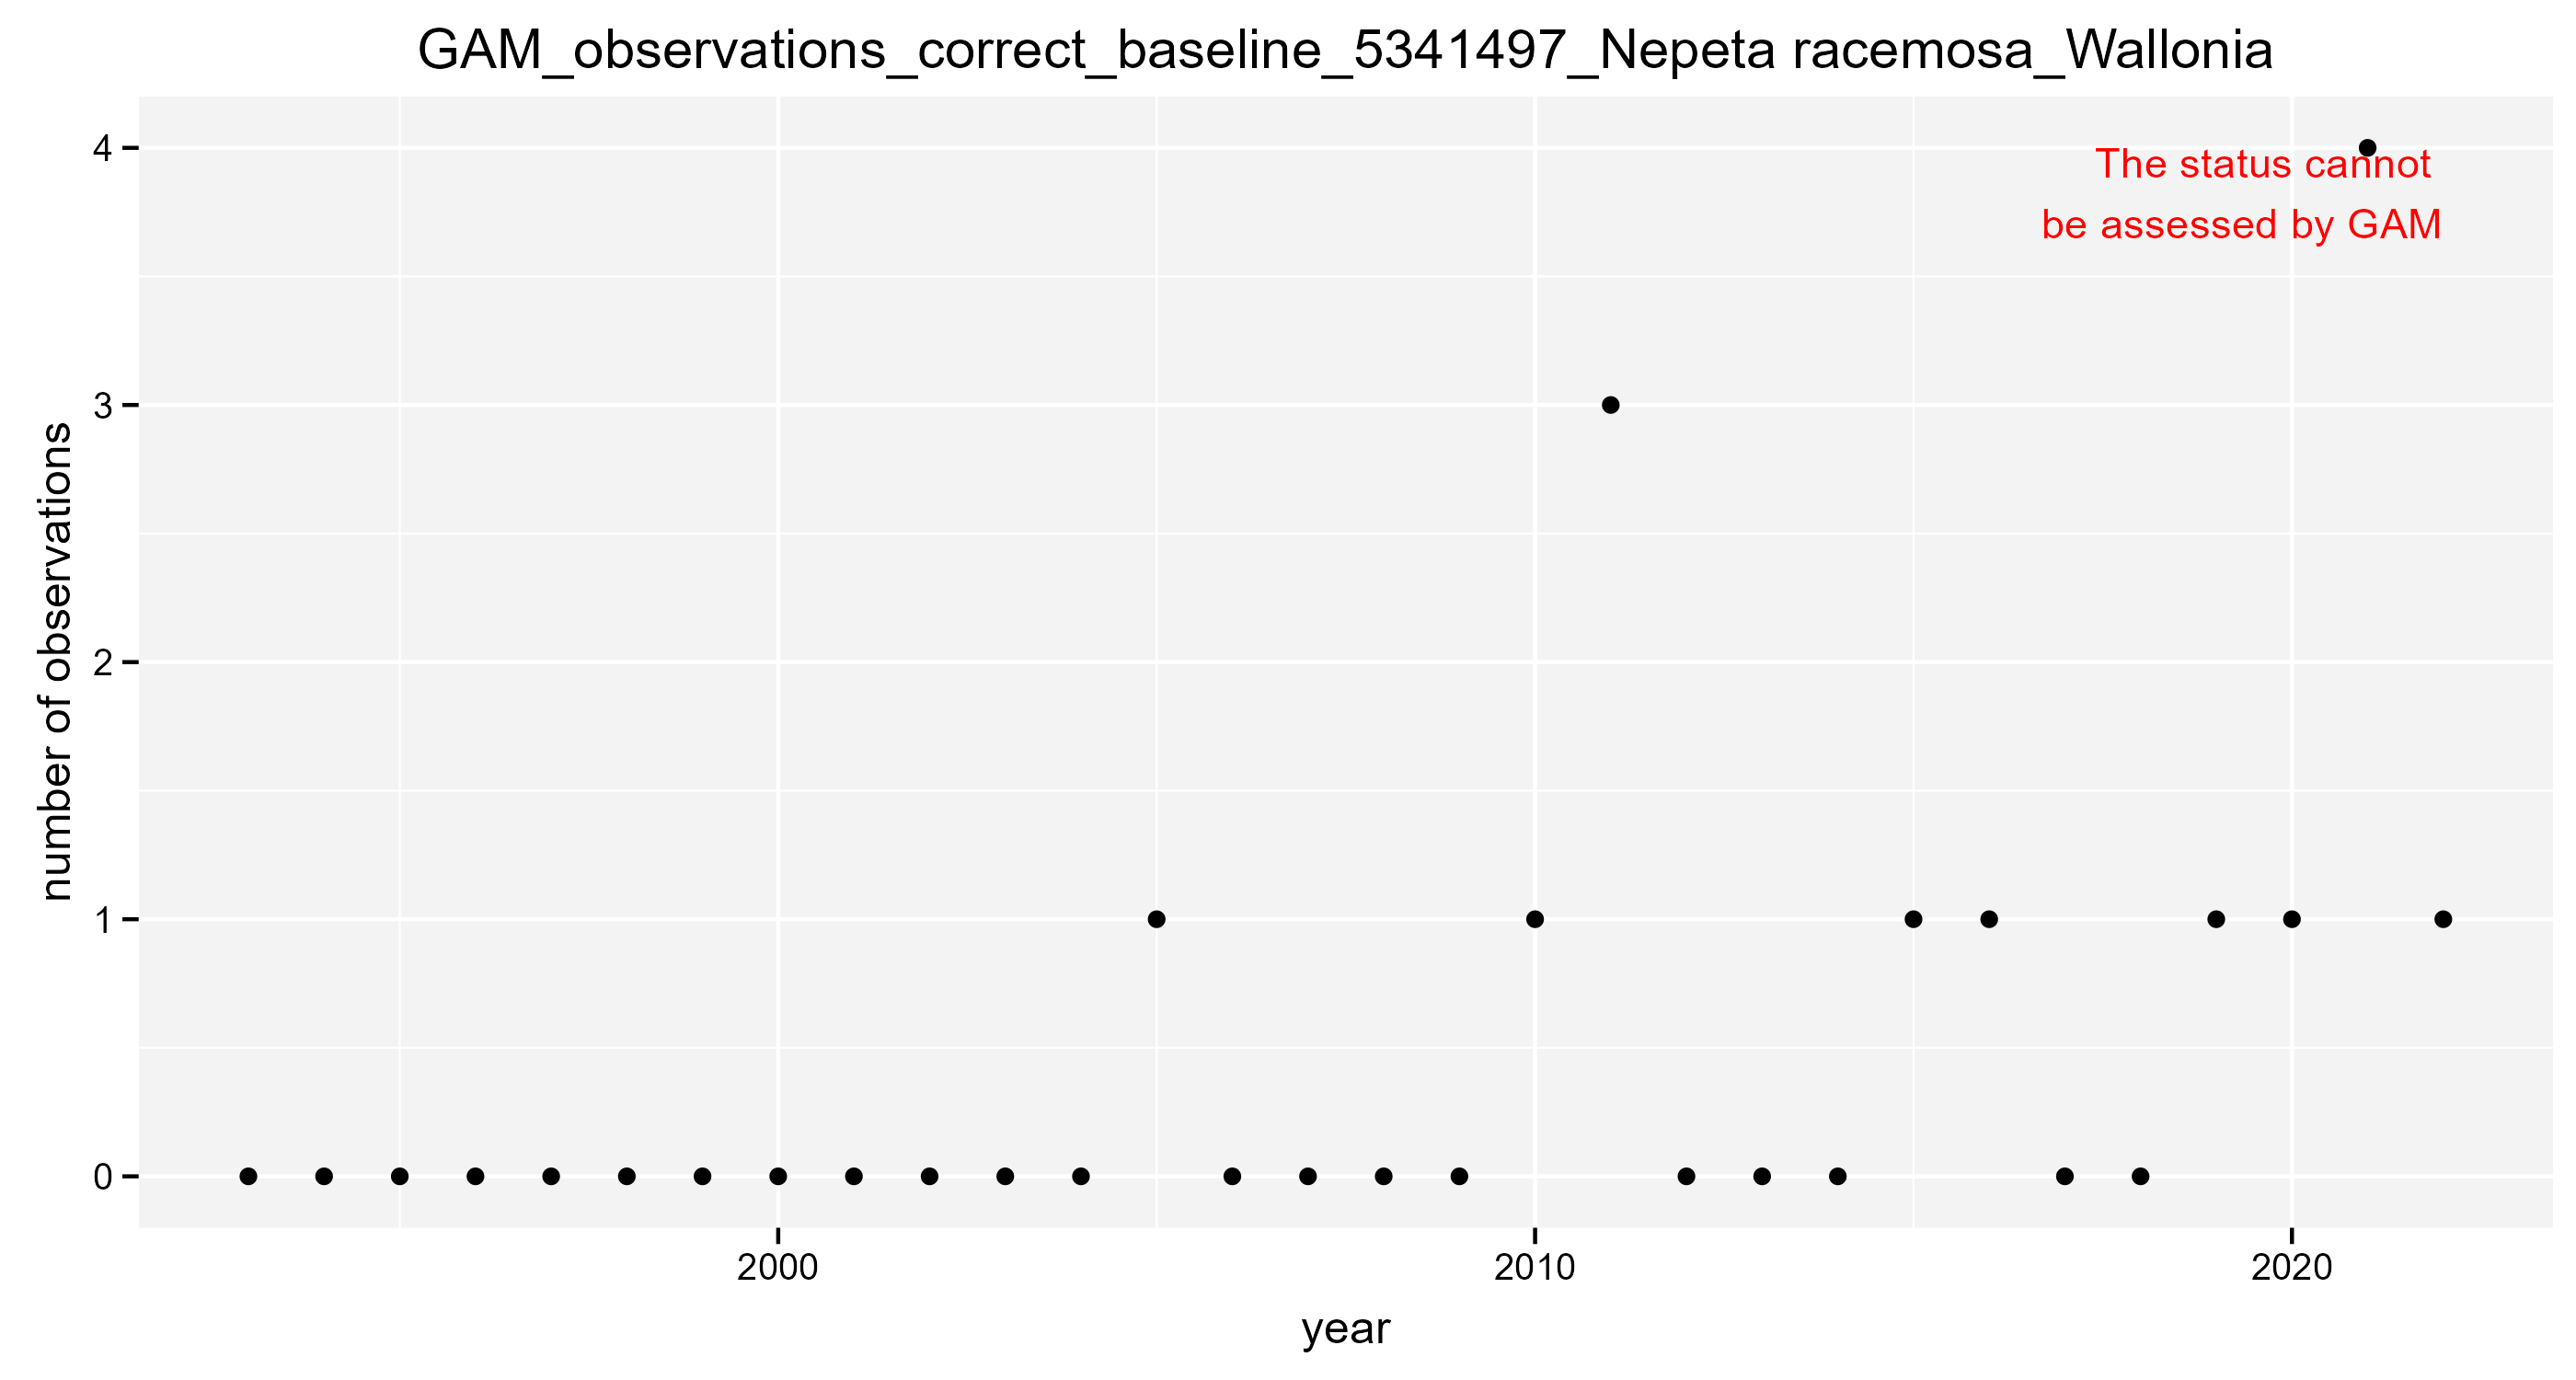 GAM_observations_correct_baseline_5341497_Nepeta racemosa_Wallonia
The status cannot
be assessed by GAM
number of observations
4
3
2
1
0
2000
2010
2020
year